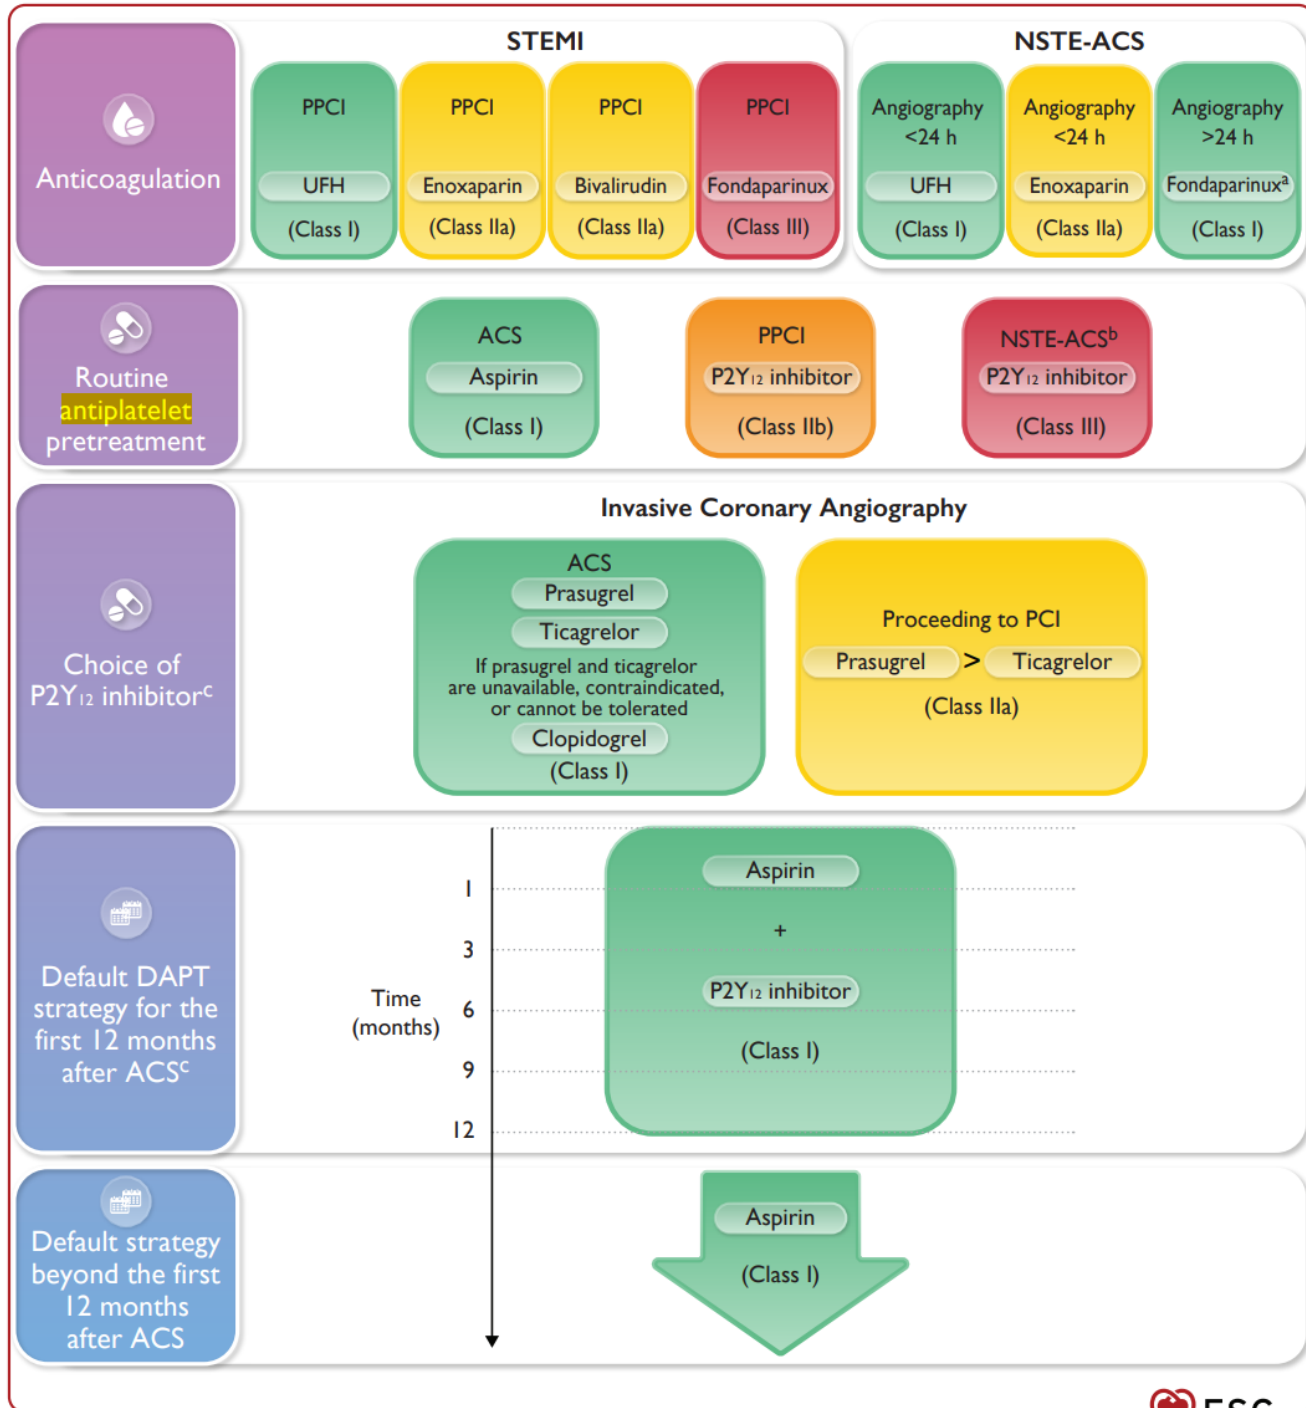 STEMI
NSTE-ACS
Anticoagulation
PPCI
UFH
(Class I)
PPCI
Enoxaparin
(Class IIa)
PPCI
Bivalirudin
(Class IIa)
PPCI
Fondaparinux
(Class III)
Angiography
<24 h
UFH
(Class I)
Angiography
<24 h
Enoxaparin
(Class IIa)
Angiography
>24 h
Fondaparinuxᵃ
(Class I)
Routine
antiplatelet
pretreatment
ACS
Aspirin
(Class I)
PPCI
P2Y₁₂ inhibitor
(Class IIb)
NSTE-ACSᵇ
P2Y₁₂ inhibitor
(Class III)
Choice of
P2Y₁₂ inhibitorᶜ
Invasive Coronary Angiography
ACS
Prasugrel
Ticagrelor
If prasugrel and ticagrelor
are unavailable, contraindicated,
or cannot be tolerated
Clopidogrel
(Class I)
Proceeding to PCI
Prasugrel > Ticagrelor
(Class IIa)
Default DAPT
strategy for the
first 12 months
after ACSᶜ
Time
(months)
1
3
6
9
12
Aspirin
+
P2Y₁₂ inhibitor
(Class I)
Default strategy
beyond the first
12 months
after ACS
Aspirin
(Class I)
ESC